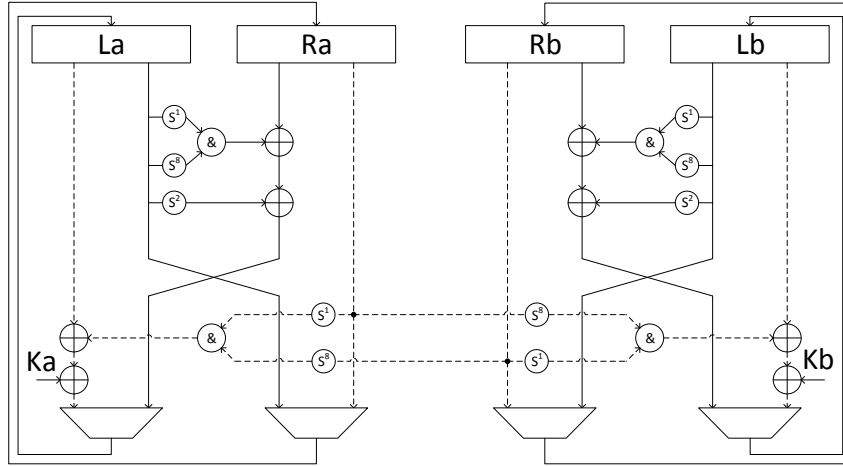 La Ra Rb Lb
S¹ S¹
& &
S⁸ S⁸
S² S²
S¹ S⁸
& &
Ka S⁸ S¹ Kb